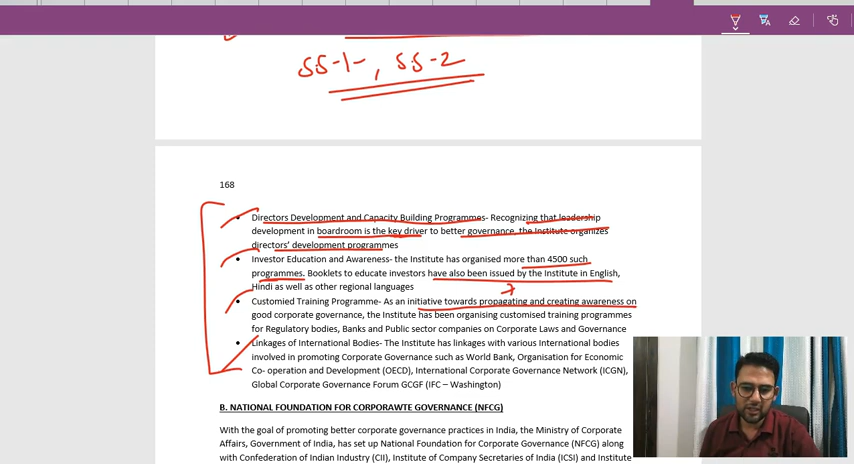 SS-1-, SS-2
168
• Directors Development and Capacity Building Programmes- Recognizing that leadership
development in boardroom is the key driver to better governance, the Institute organizes
directors' development programmes
• Investor Education and Awareness- the Institute has organised more than 4500 such
programmes. Booklets to educate investors have also been issued by the Institute in English,
Hindi as well as other regional languages
• Customied Training Programme- As an initiative towards propagating and creating awareness on
good corporate governance, the Institute has been organising customised training programmes
for Regulatory bodies, Banks and Public sector companies on Corporate Laws and Governance
• Linkages of International Bodies- The Institute has linkages with various International bodies
involved in promoting Corporate Governance such as World Bank, Organisation for Economic
Co- operation and Development (OECD), International Corporate Governance Network (ICGN),
Global Corporate Governance Forum GCGF (IFC – Washington)
B. NATIONAL FOUNDATION FOR CORPORAWTE GOVERNANCE (NFCG)
With the goal of promoting better corporate governance practices in India, the Ministry of Corporate
Affairs, Government of India, has set up National Foundation for Corporate Governance (NFCG) along
with Confederation of Indian Industry (CII), Institute of Company Secretaries of India (ICSI) and Institute